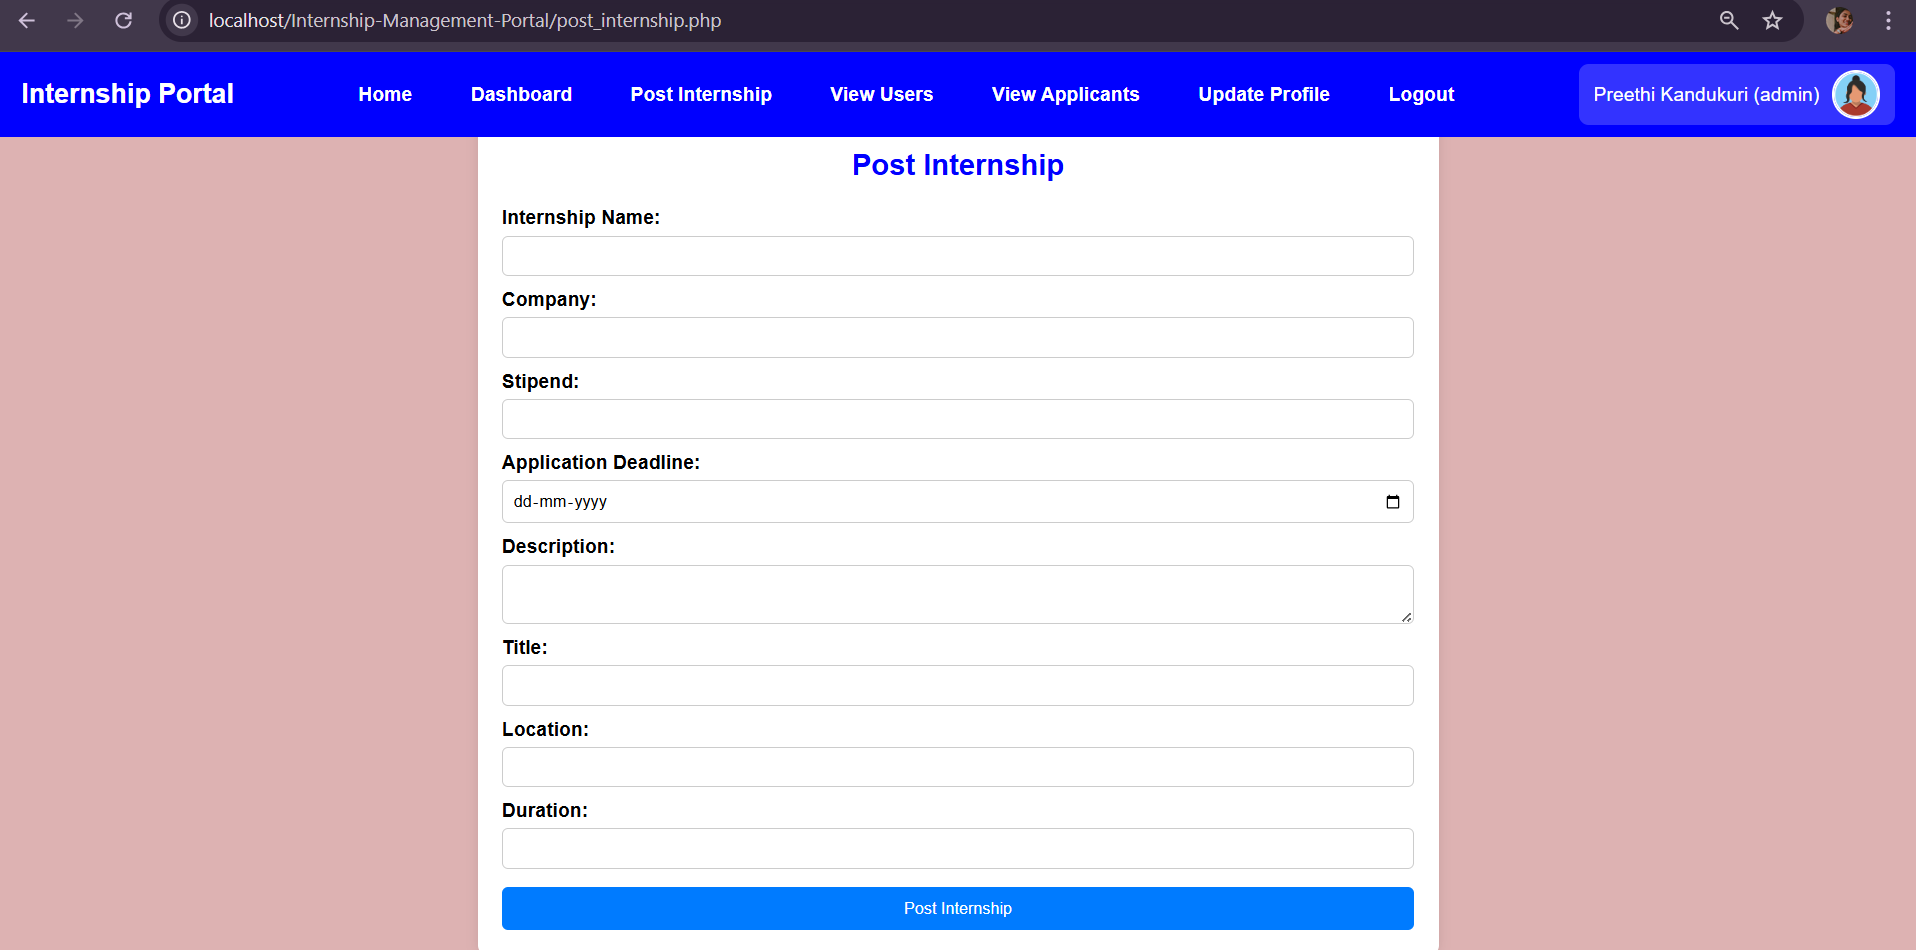 localhost/Internship-Management-Portal/post_internship.php
Internship Portal Home Dashboard Post Internship View Users View Applicants Update Profile Logout Preethi Kandukuri (admin)
Post Internship
Internship Name:
Company:
Stipend:
Application Deadline:
dd-mm-yyyy
Description:
Title:
Location:
Duration:
Post Internship